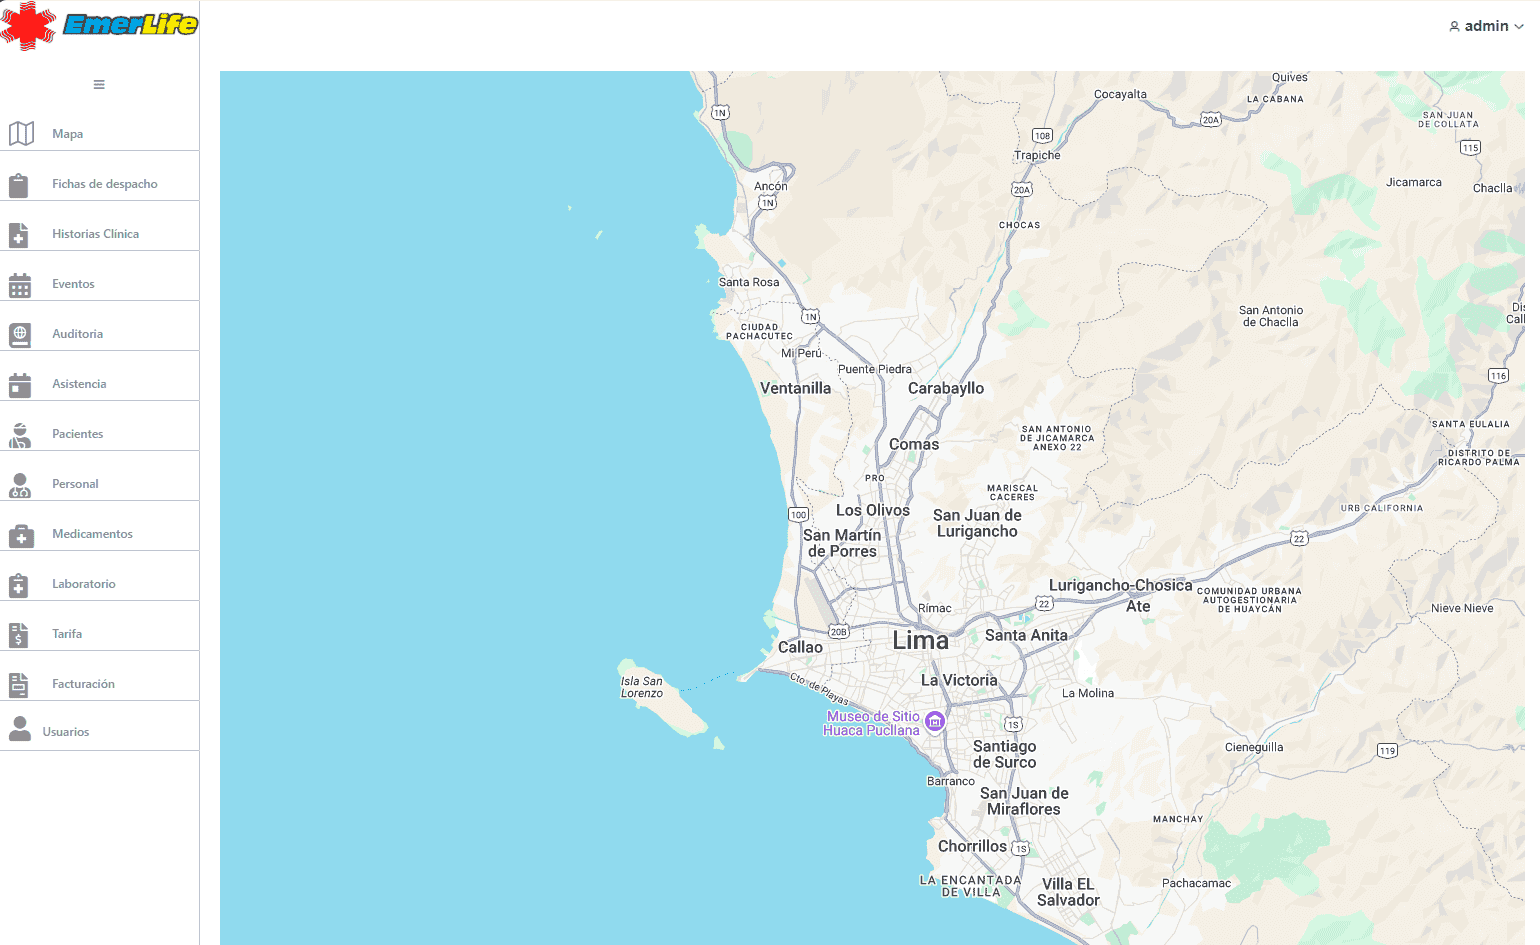 EmerLife
admin
Mapa
Fichas de despacho
Historias Clínica
Eventos
Auditoria
Asistencia
Pacientes
Personal
Medicamentos
Laboratorio
Tarifa
Facturación
Usuarios
Quives
Cocayalta
LA CABANA
1N
20A
SAN JUAN
DE COLLATA
108
115
Trapiche
Jicamarca
Chaclla
Ancón
20A
1N
CHOCAS
Santa Rosa
San Antonio
de Chaclla
1N
CIUDAD
PACHACUTEC
Mi Perú
Puente Piedra
116
Ventanilla
Carabayllo
SANTA EULALIA
SAN ANTONIO
DE JICAMARCA
ANEXO 22
Comas
DISTRITO DE
RICARDO PALMA
PRO
MARISCAL
CACERES
URB CALIFORNIA
100
Los Olivos
San Juan de
Lurigancho
San Martín
de Porres
22
Lurigancho-Chosica
Ate
COMUNIDAD URBANA
AUTOGESTIONARIA
DE HUAYCÁN
22
Rímac
Nieve Nieve
20B
Lima
Santa Anita
Callao
Isla San
Lorenzo
Cto. de Playas
La Victoria
La Molina
Museo de Sitio
Huaca Pucllana
1S
Santiago
de Surco
Cieneguilla
119
Barranco
San Juan de
Miraflores
MANCHAY
Chorrillos
1S
LA ENCANTADA
DE VILLA
Villa EL
Salvador
Pachacamac